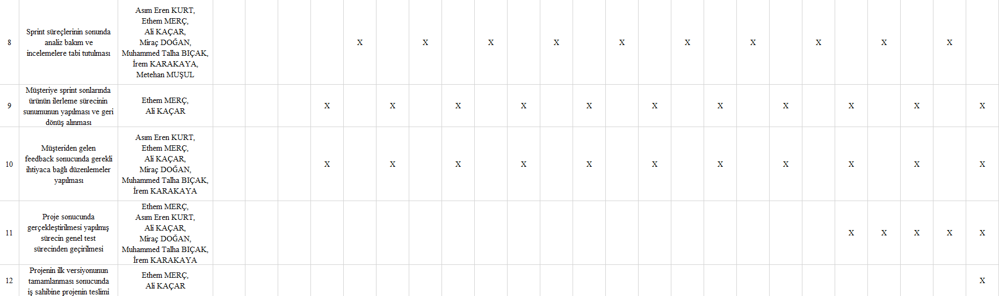 8
Sprint süreçlerinin sonunda
analiz bakım ve
incelemelere tabi tutulması
Asım Eren KURT,
Ethem MERÇ,
Ali KAÇAR,
Miraç DOĞAN,
Muhammed Talha BIÇAK,
İrem KARAKAYA,
Metehan MUŞUL
X X X X X X X X X X
9
Müşteriye sprint sonlarında
ürünün ilerleme sürecinin
sunumunun yapılması ve geri
dönüş alınması
Ethem MERÇ,
Ali KAÇAR
X X X X X X X X X X X
10
Müşteriden gelen
feedback sonucunda gerekli
ihtiyaca bağlı düzenlemeler
yapılması
Asım Eren KURT,
Ethem MERÇ,
Ali KAÇAR,
Miraç DOĞAN,
Muhammed Talha BIÇAK,
İrem KARAKAYA
X X X X X X X X X X X
11
Proje sonucunda
gerçekleştirilmesi yapılmış
sürecin genel test
sürecinden geçirilmesi
Ethem MERÇ,
Asım Eren KURT,
Ali KAÇAR,
Miraç DOĞAN,
Muhammed Talha BIÇAK,
İrem KARAKAYA
X X X X X
12
Projenin ilk versiyonunun
tamamlanması sonucunda
iş sahibine projenin teslimi
Ethem MERÇ,
Ali KAÇAR
X